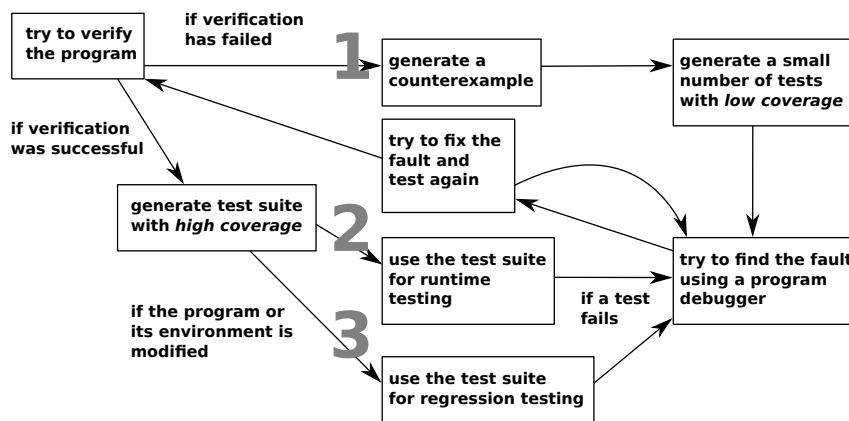 try to verify
the program
if verification
has failed
1
generate a
counterexample
generate a small
number of tests
with low coverage
if verification
was successful
try to fix the
fault and
test again
generate test suite
with high coverage
2
use the test suite
for runtime
testing
if a test
fails
try to find the fault
using a program
debugger
if the program or
its environment is
modified
3
use the test suite
for regression testing